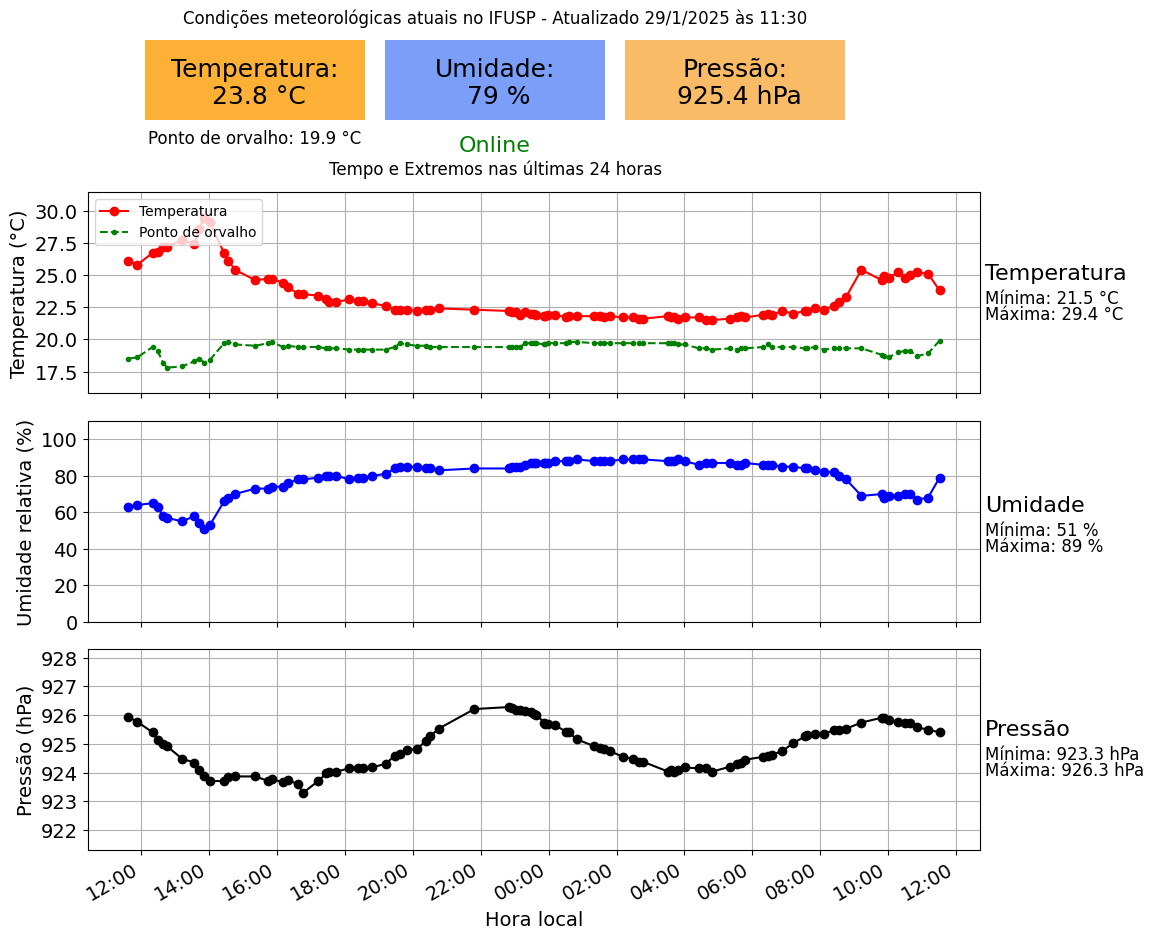 Condições meteorológicas atuais no IFUSP - Atualizado 29/1/2025 às 11:30
Temperatura:
23.8 °C
Umidade:
79 %
Pressão:
925.4 hPa
Ponto de orvalho: 19.9 °C
Online
Tempo e Extremos nas últimas 24 horas
Temperatura (°C)
30.0
27.5
25.0
22.5
20.0
17.5
Temperatura
Ponto de orvalho
Temperatura
Mínima: 21.5 °C
Máxima: 29.4 °C
Umidade relativa (%)
100
80
60
40
20
0
Umidade
Mínima: 51 %
Máxima: 89 %
Pressão (hPa)
928
927
926
925
924
923
922
Pressão
Mínima: 923.3 hPa
Máxima: 926.3 hPa
12:00
14:00
16:00
18:00
20:00
22:00
00:00
02:00
04:00
06:00
08:00
10:00
12:00
Hora local